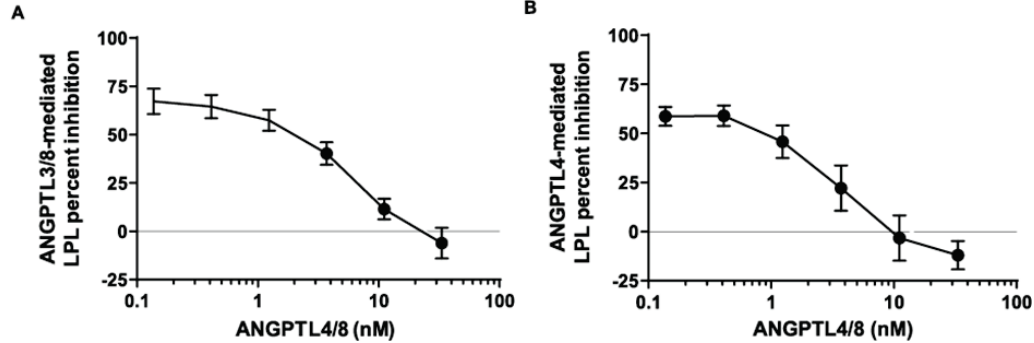 A
ANGPTL3/8-mediated
LPL percent inhibition
100
75
50
25
0
-25
0.1
1
10
100
ANGPTL4/8 (nM)
B
ANGPTL4-mediated
LPL percent inhibition
100
75
50
25
0
-25
0.1
1
10
100
ANGPTL4/8 (nM)